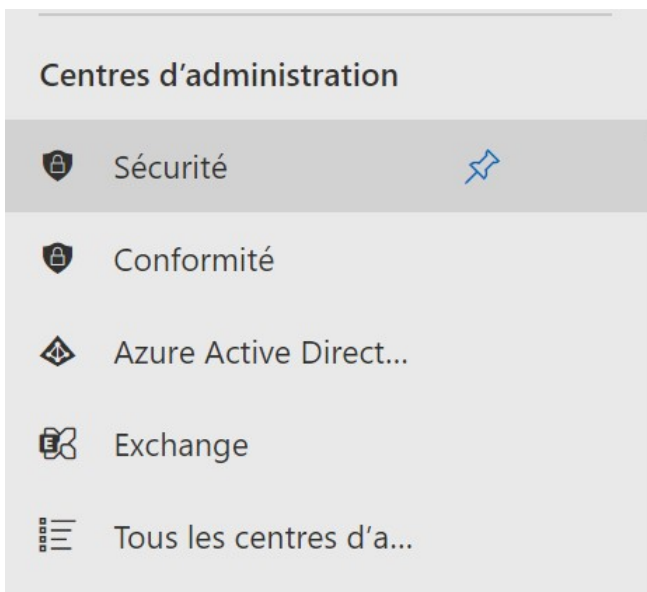 Centres d’administration
Sécurité
Conformité
Azure Active Direct...
E Exchange
Tous les centres d’a...